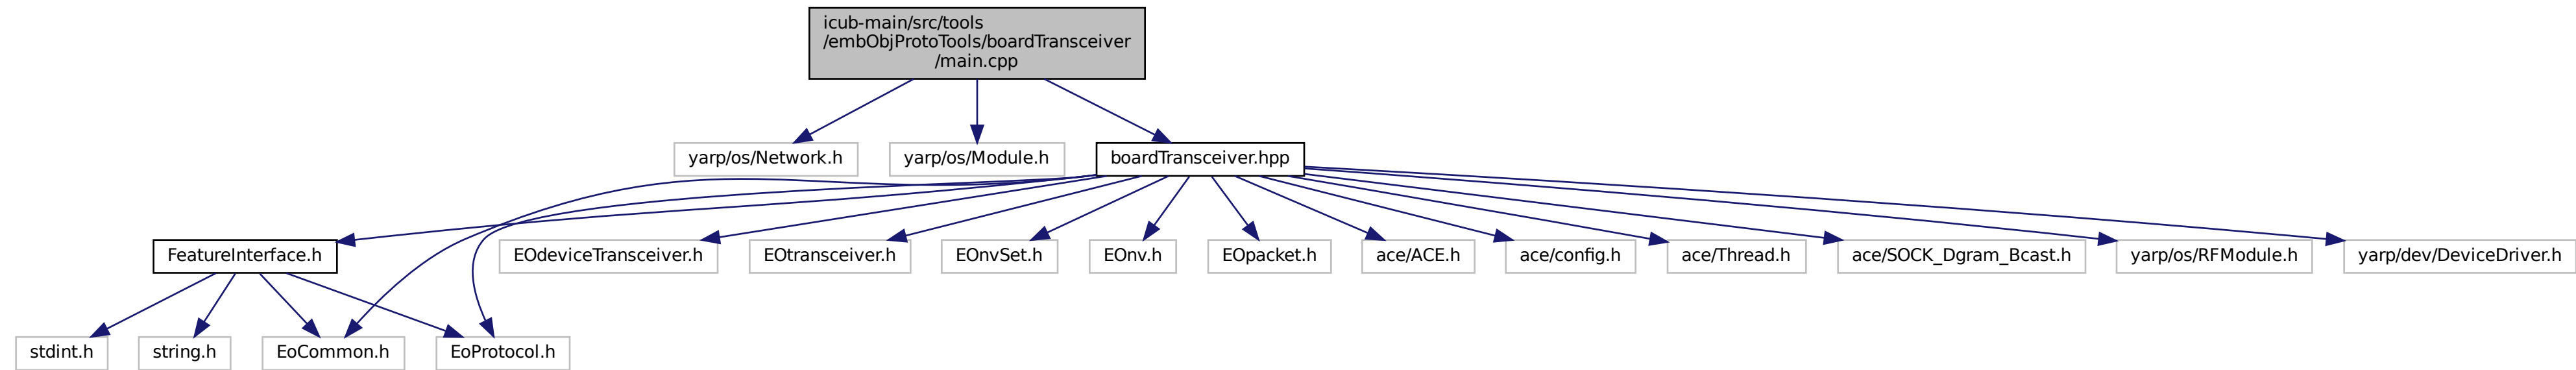 icub-main/src/tools
/embObjProtoTools/boardTransceiver
/main.cpp
yarp/os/Network.h
yarp/os/Module.h
boardTransceiver.hpp
FeatureInterface.h
EOdeviceTransceiver.h
EOtransceiver.h
EOnvSet.h
EOnv.h
EOpacket.h
ace/ACE.h
ace/config.h
ace/Thread.h
ace/SOCK_Dgram_Bcast.h
yarp/os/RFModule.h
yarp/dev/DeviceDriver.h
stdint.h
string.h
EoCommon.h
EoProtocol.h